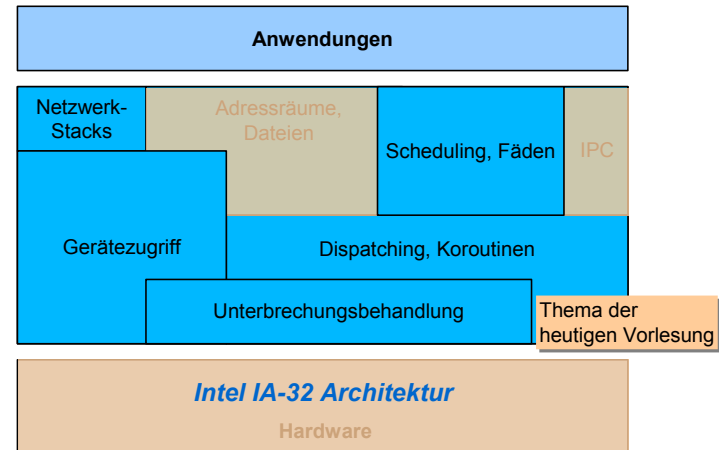 Anwendungen
Netzwerk-
Stacks
Adressräume,
Dateien
Scheduling, Fäden
IPC
Gerätezugriff
Dispatching, Koroutinen
Unterbrechungsbehandlung
Thema der
heutigen Vorlesung
Intel IA-32 Architektur
Hardware